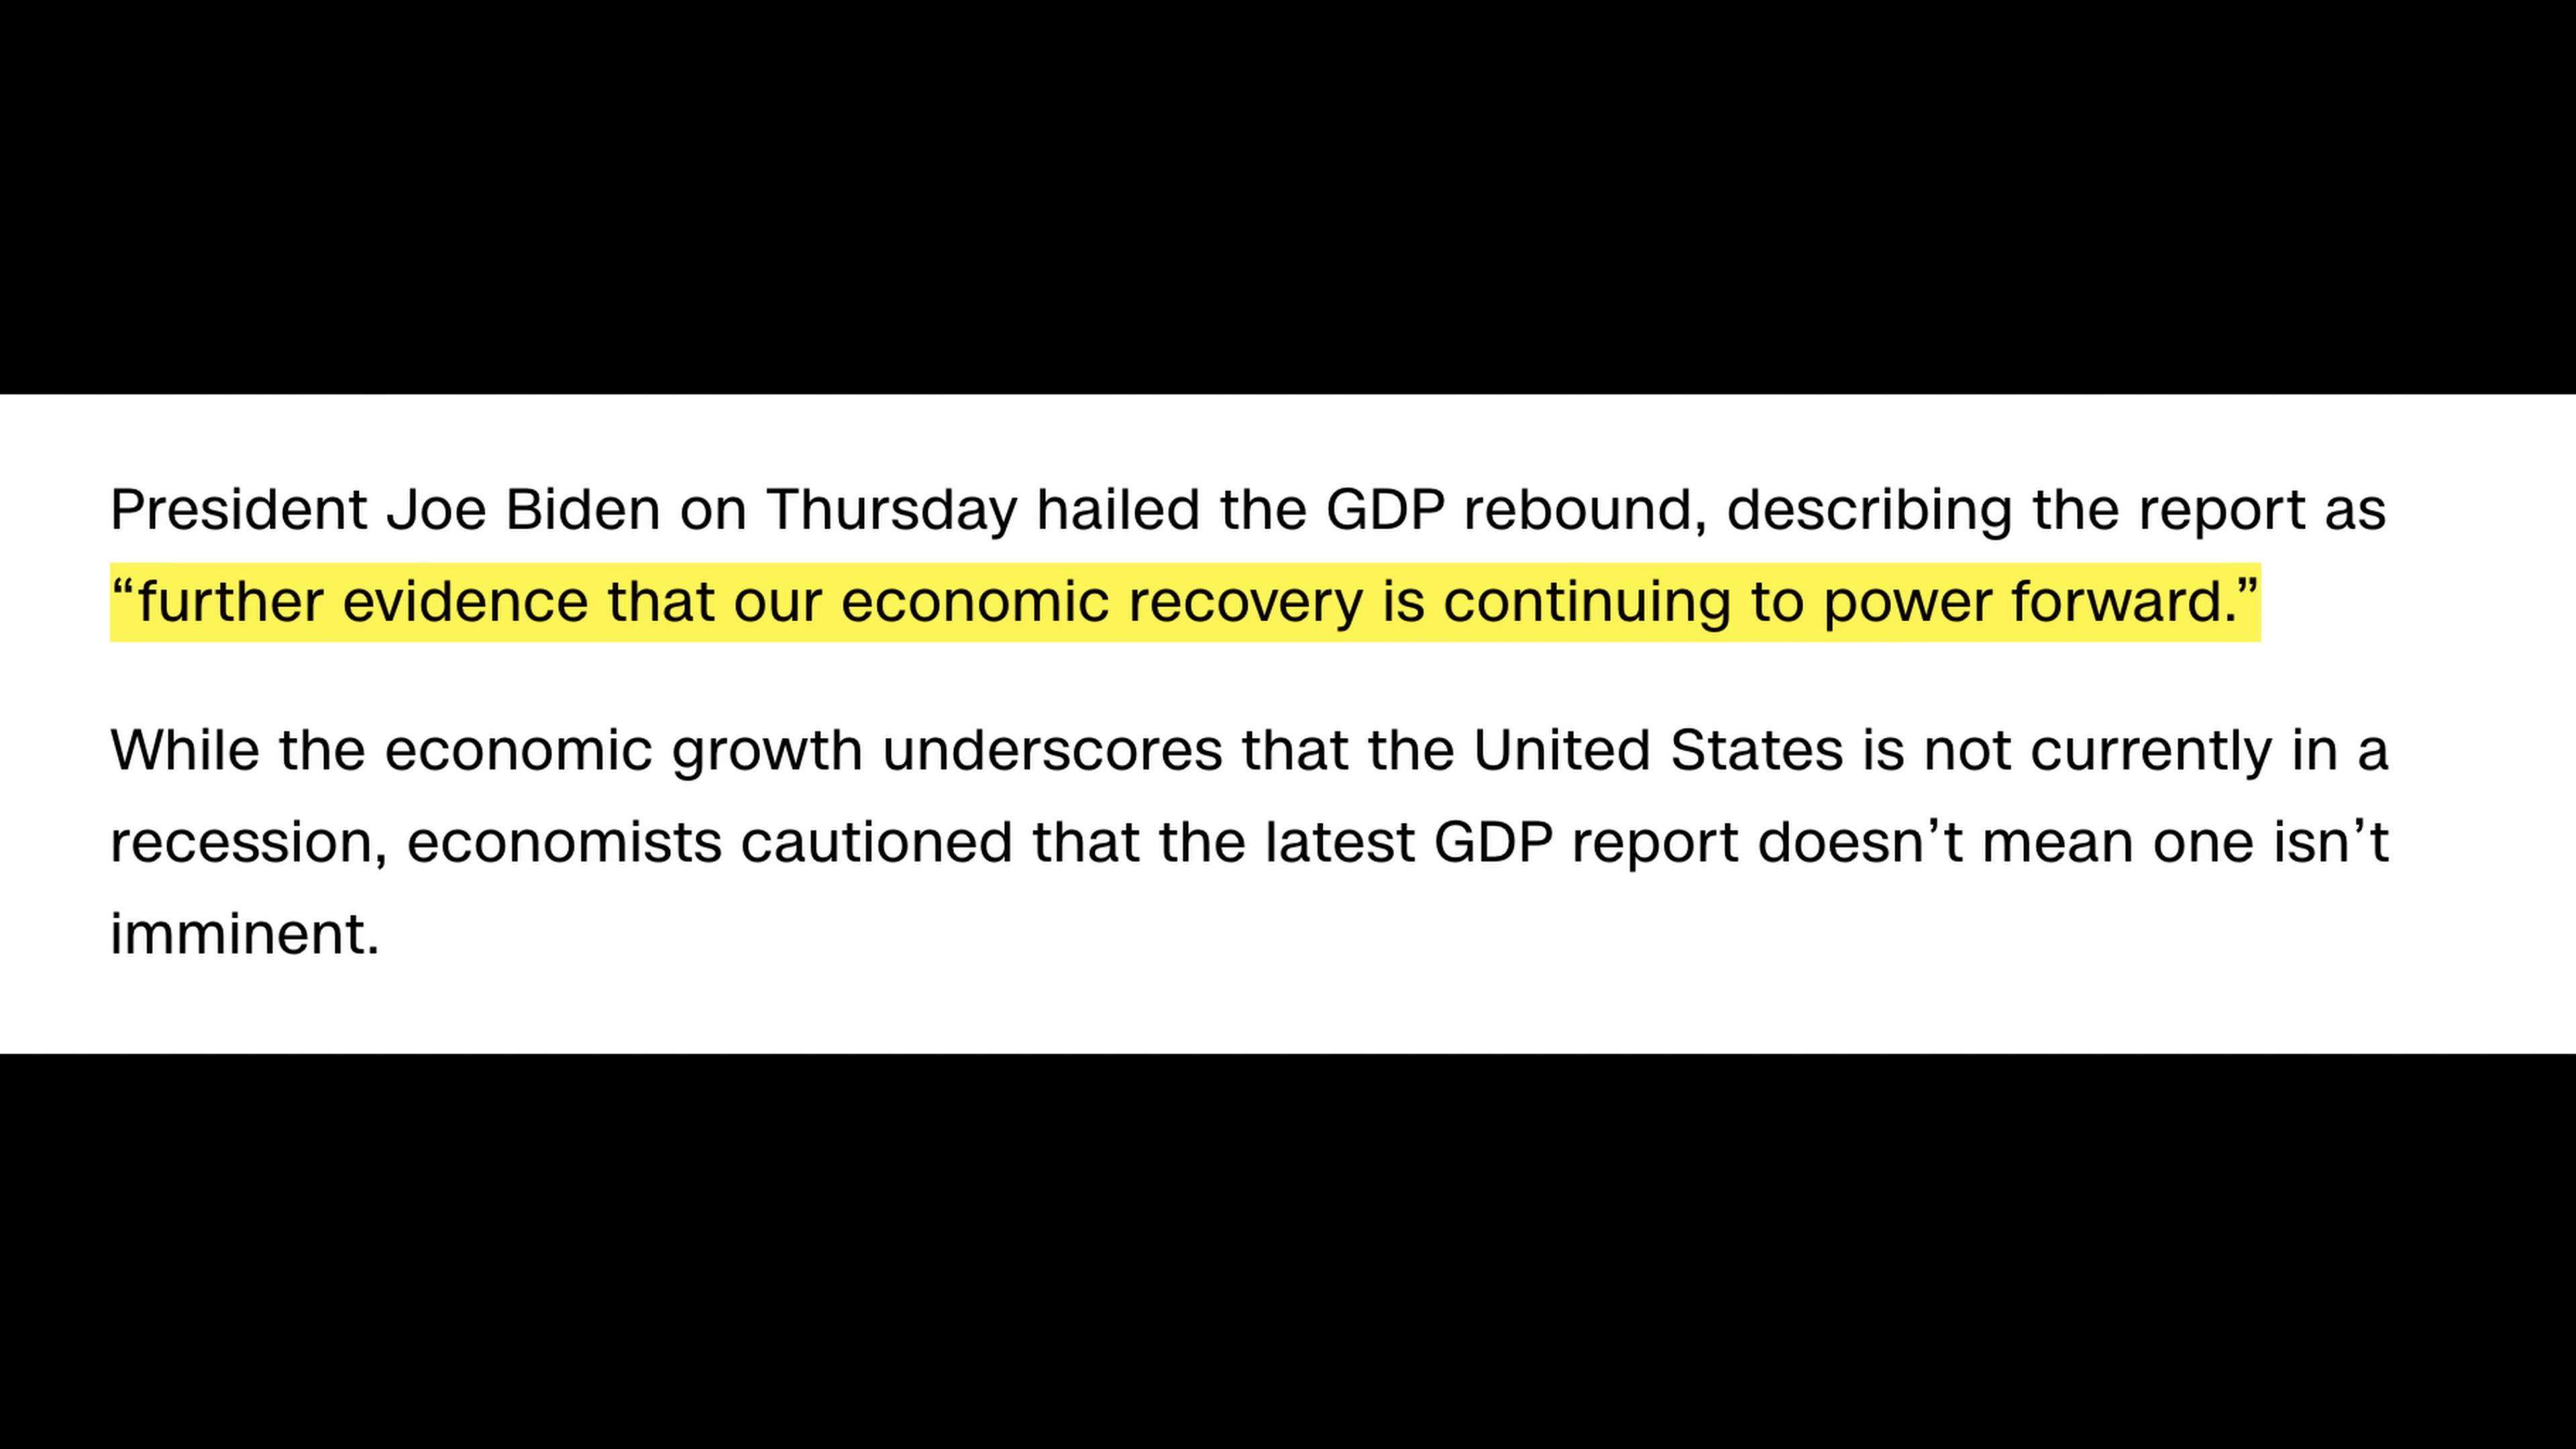 President Joe Biden on Thursday hailed the GDP rebound, describing the report as
“further evidence that our economic recovery is continuing to power forward.”
While the economic growth underscores that the United States is not currently in a
recession, economists cautioned that the latest GDP report doesn’t mean one isn’t
imminent.